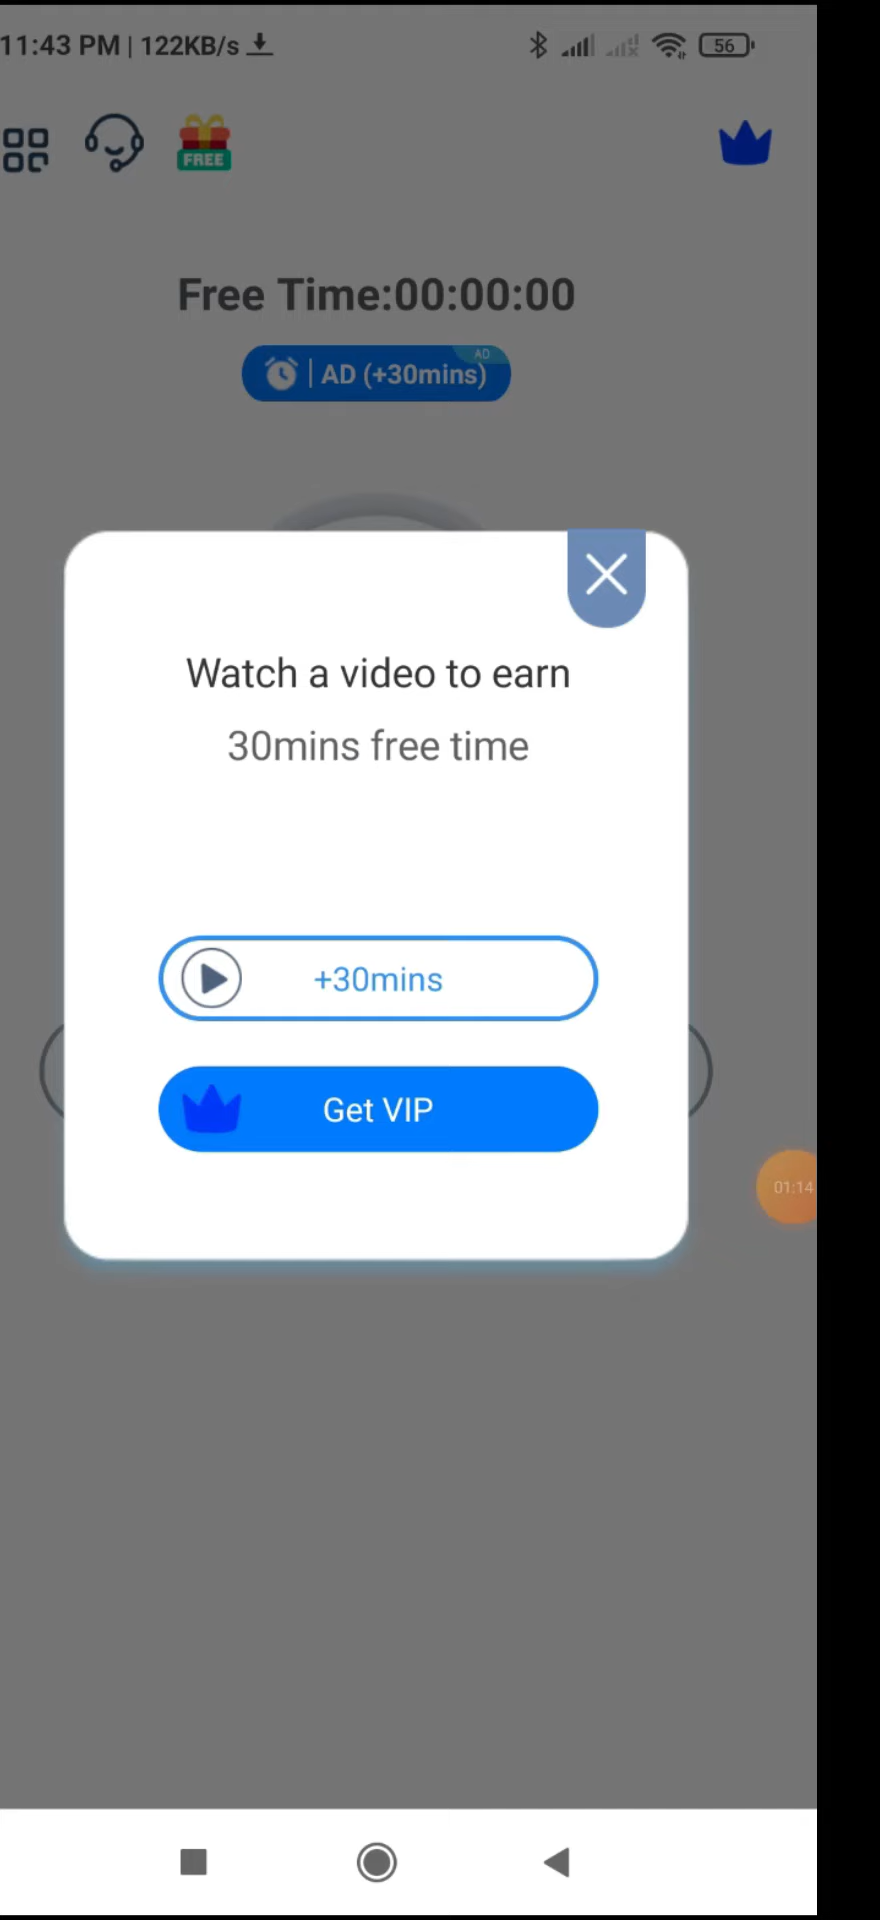 11:43 PM | 122KB/s
56
FREE
Free Time:00:00:00
AD
AD (+30mins)
Watch a video to earn
30mins free time
+30mins
Get VIP
01:14